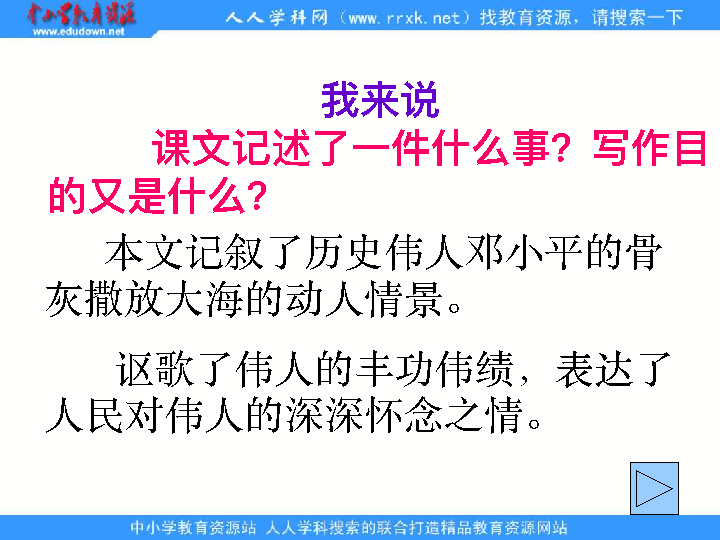 中小学教育资源
www.edudown.net
人人学科网（www.rrxk.net）找教育资源，请搜索一下
我来说
课文记述了一件什么事？写作目
的又是什么？
本文记叙了历史伟人邓小平的骨
灰撒放大海的动人情景。
讴歌了伟人的丰功伟绩，表达了
人民对伟人的深深怀念之情。
中小学教育资源站 人人学科搜索的联合打造精品教育资源网站